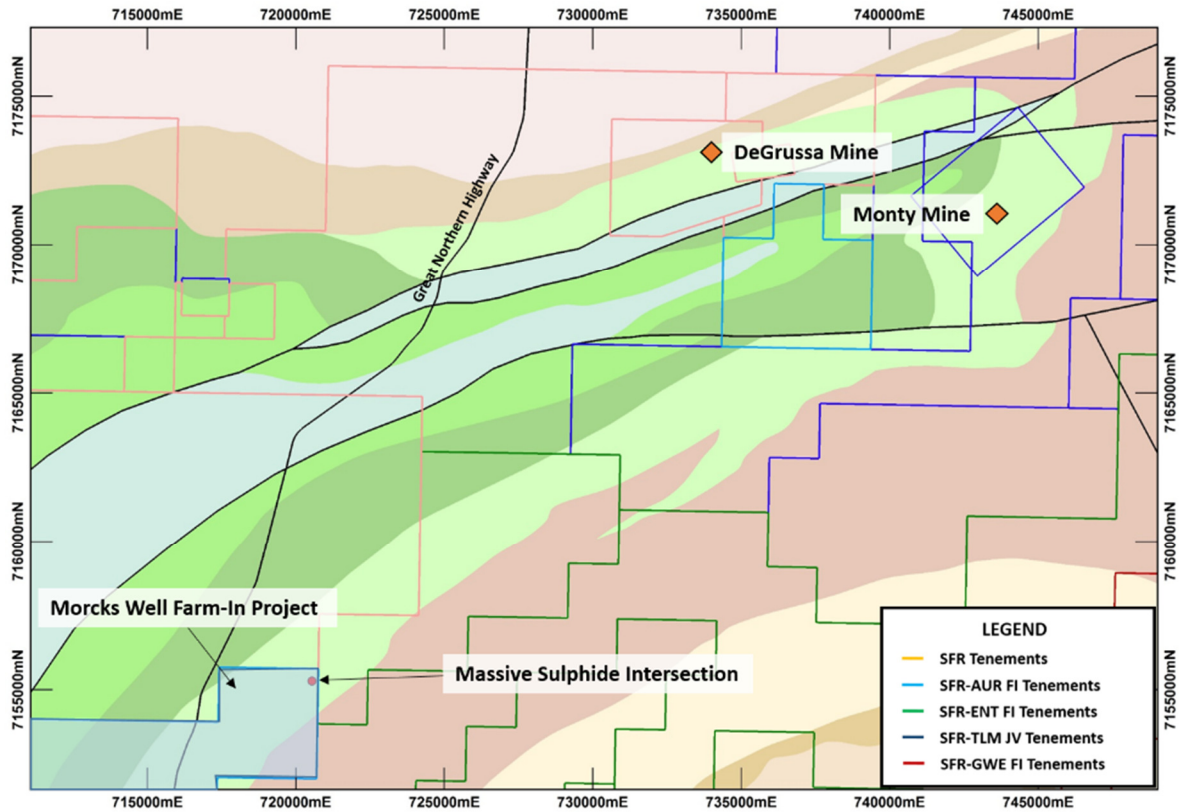 715000mE 720000mE 725000mE 730000mE 735000mE 740000mE 745000mE
7175000mN 7175000mN
DeGrussa Mine
Great Northern Highway
Monty Mine
7170000mN 7170000mN
7165000mN 7165000mN
7160000mN 7160000mN
Morcks Well Farm-In Project
Massive Sulphide Intersection
7155000mN 7155000mN
LEGEND
SFR Tenements
SFR-AUR FI Tenements
SFR-ENT FI Tenements
SFR-TLM JV Tenements
SFR-GWE FI Tenements
715000mE 720000mE 725000mE 730000mE 735000mE 740000mE 745000mE